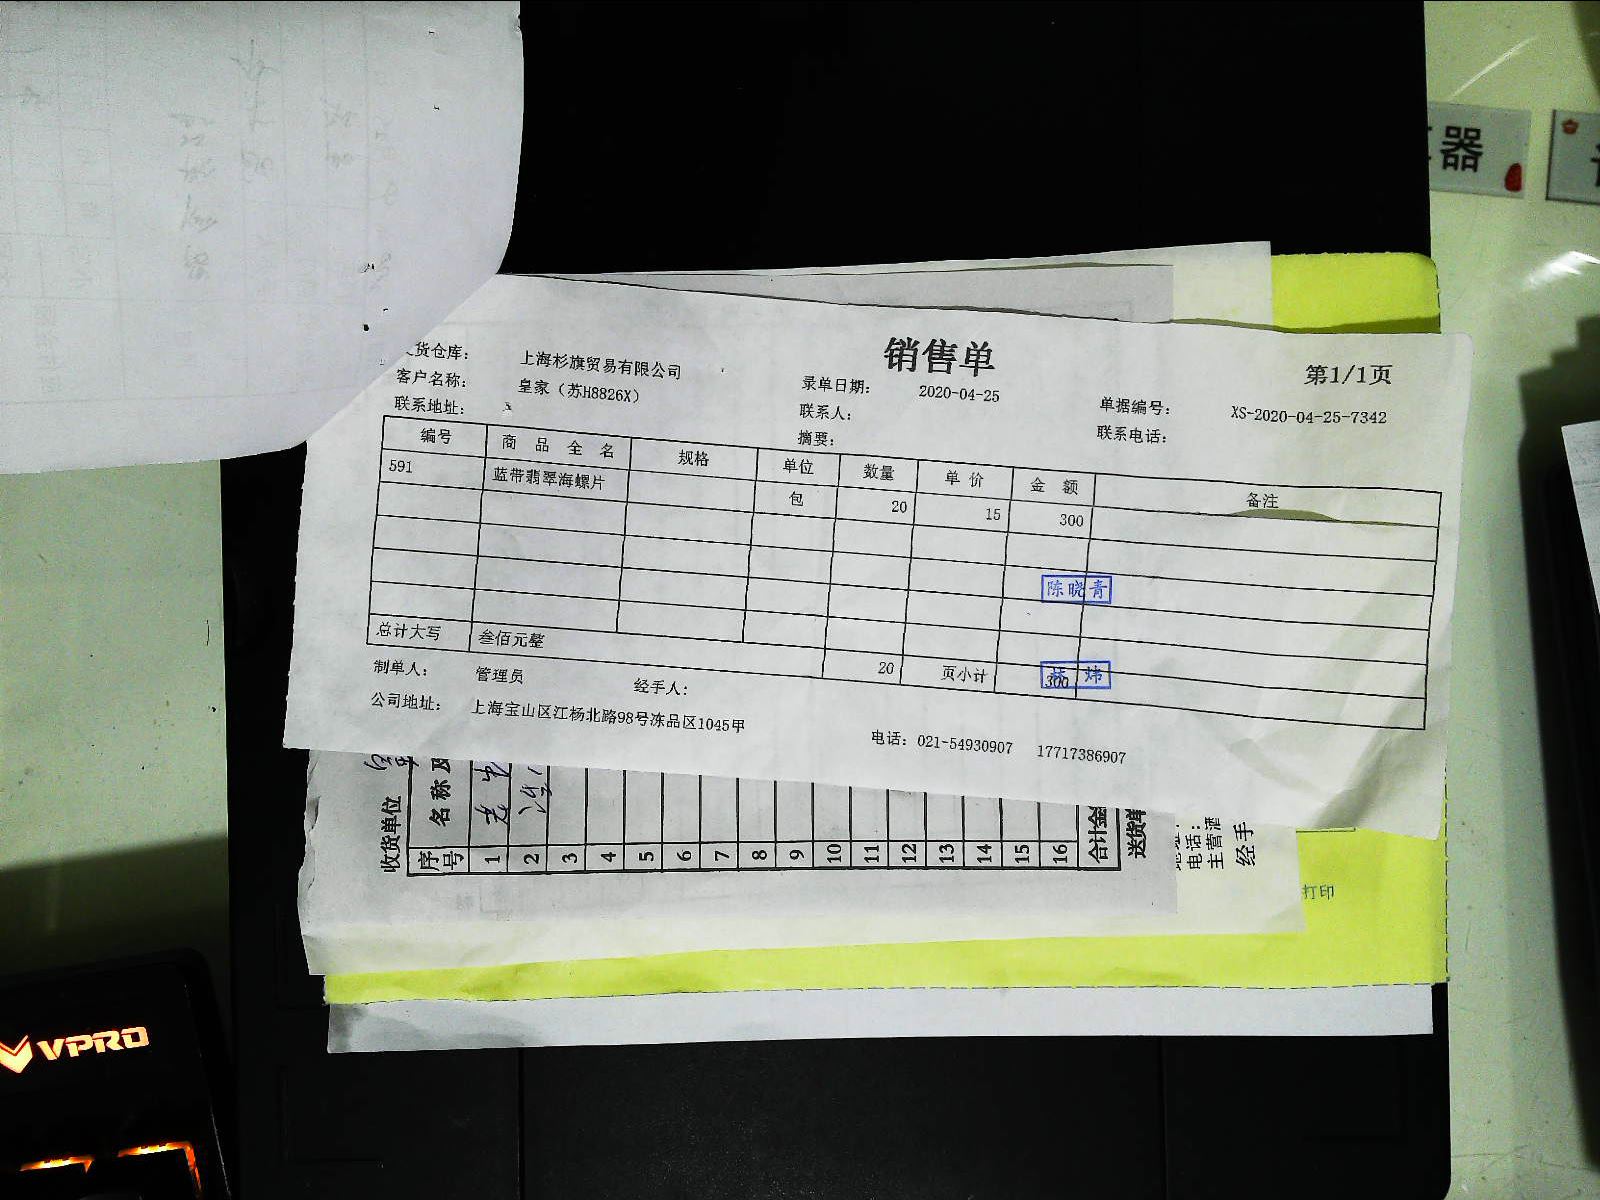 器
销售单
第1/1页
货仓库： 上海杉旗贸易有限公司
客户名称： 皇家（苏H8826X） 录单日期： 2020-04-25 单据编号： XS-2020-04-25-7342
联系地址： 联系人： 联系电话：
摘要：
编号 商品全名 规格 单位 数量 单价 金额 备注
591 蓝带翡翠海螺片 包 20 15 300
陈晓青
总计大写 叁佰元整 20 页小计 300
炜
制单人： 管理员 经手人：
公司地址： 上海宝山区江杨北路98号冻品区1045甲 电话：021-54930907 17717386907
收货单位
序号 名称及
1
2
3
4
5
6
7
8
9
10
11
12
13
14
15
16
合计金
送货单
电话：
主营酒
经手
打印
VPRO